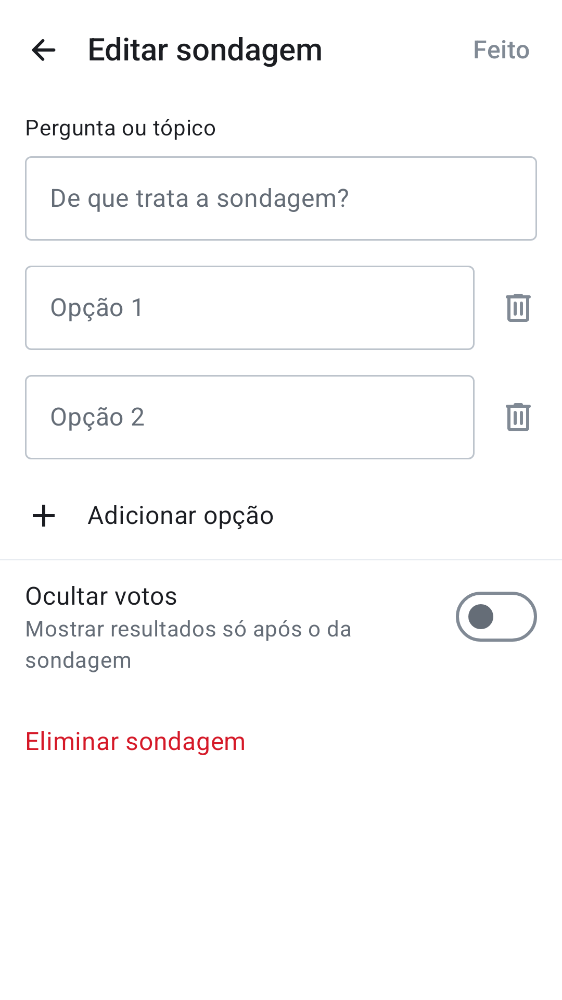 Editar sondagem
Feito
Pergunta ou tópico
De que trata a sondagem?
Opção 1
Opção 2
Adicionar opção
Ocultar votos
Mostrar resultados só após o da
sondagem
Eliminar sondagem